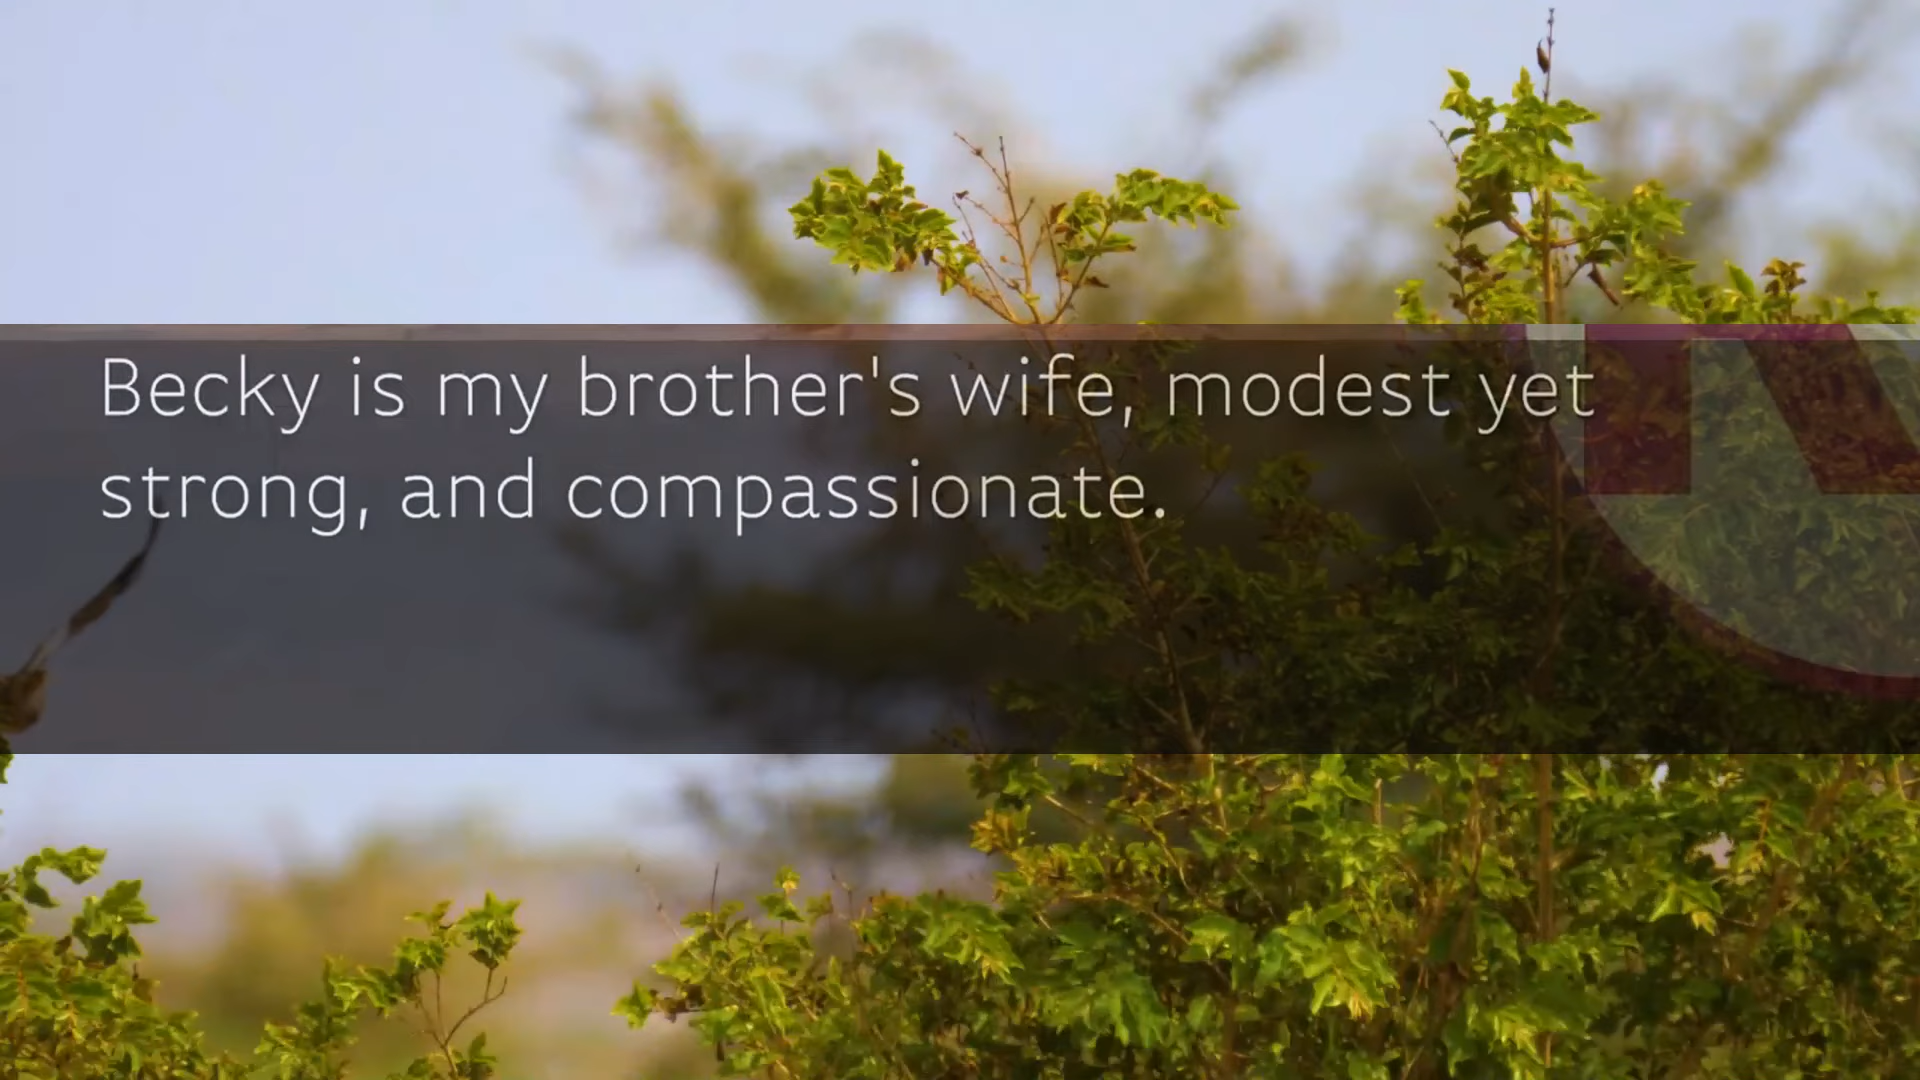 Becky is my brother's wife, modest yet
strong, and compassionate.